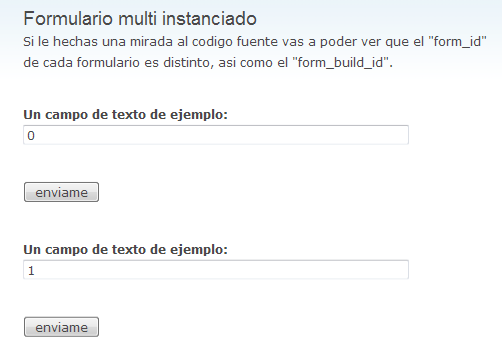 Formulario multi instanciado
Si le hechas una mirada al codigo fuente vas a poder ver que el "form_id"
de cada formulario es distinto, asi como el "form_build_id".
Un campo de texto de ejemplo:
0
enviame
Un campo de texto de ejemplo:
1
enviame